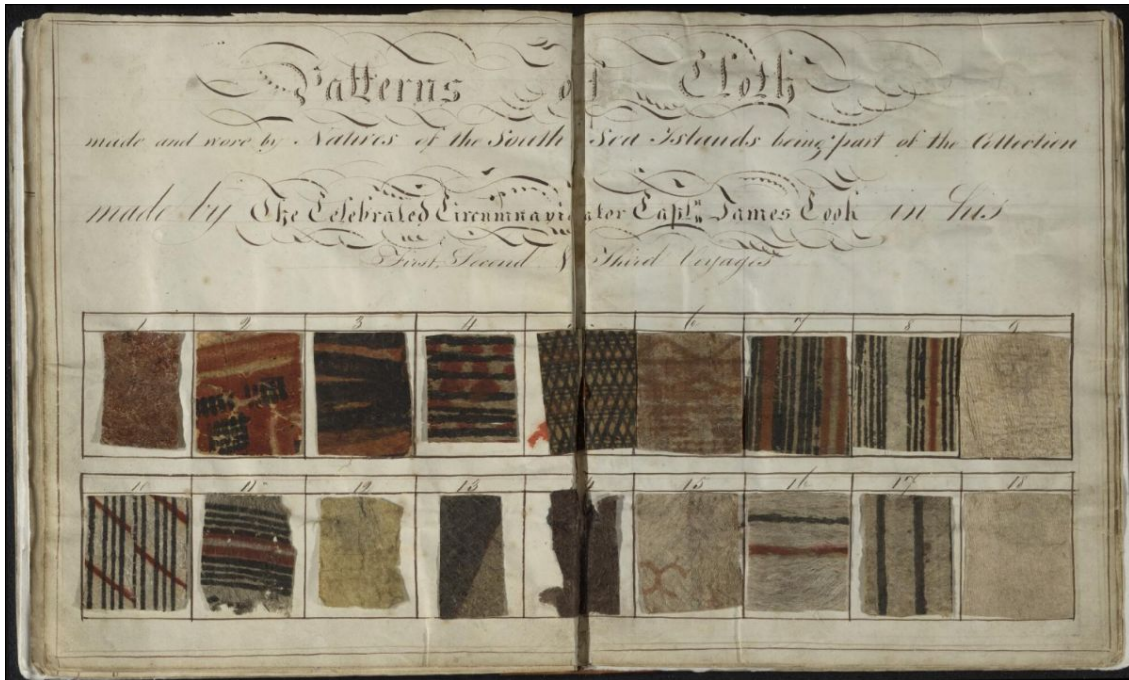 Patterns of Cloth
made and wore by Natives of the South Sea Islands being part of the Collection
made by The Celebrated Circumnavigator Captn James Cook in his
First, Second & Third Voyages
1 2 3 4 5 6 7 8 9
10 11 12 13 14 15 16 17 18